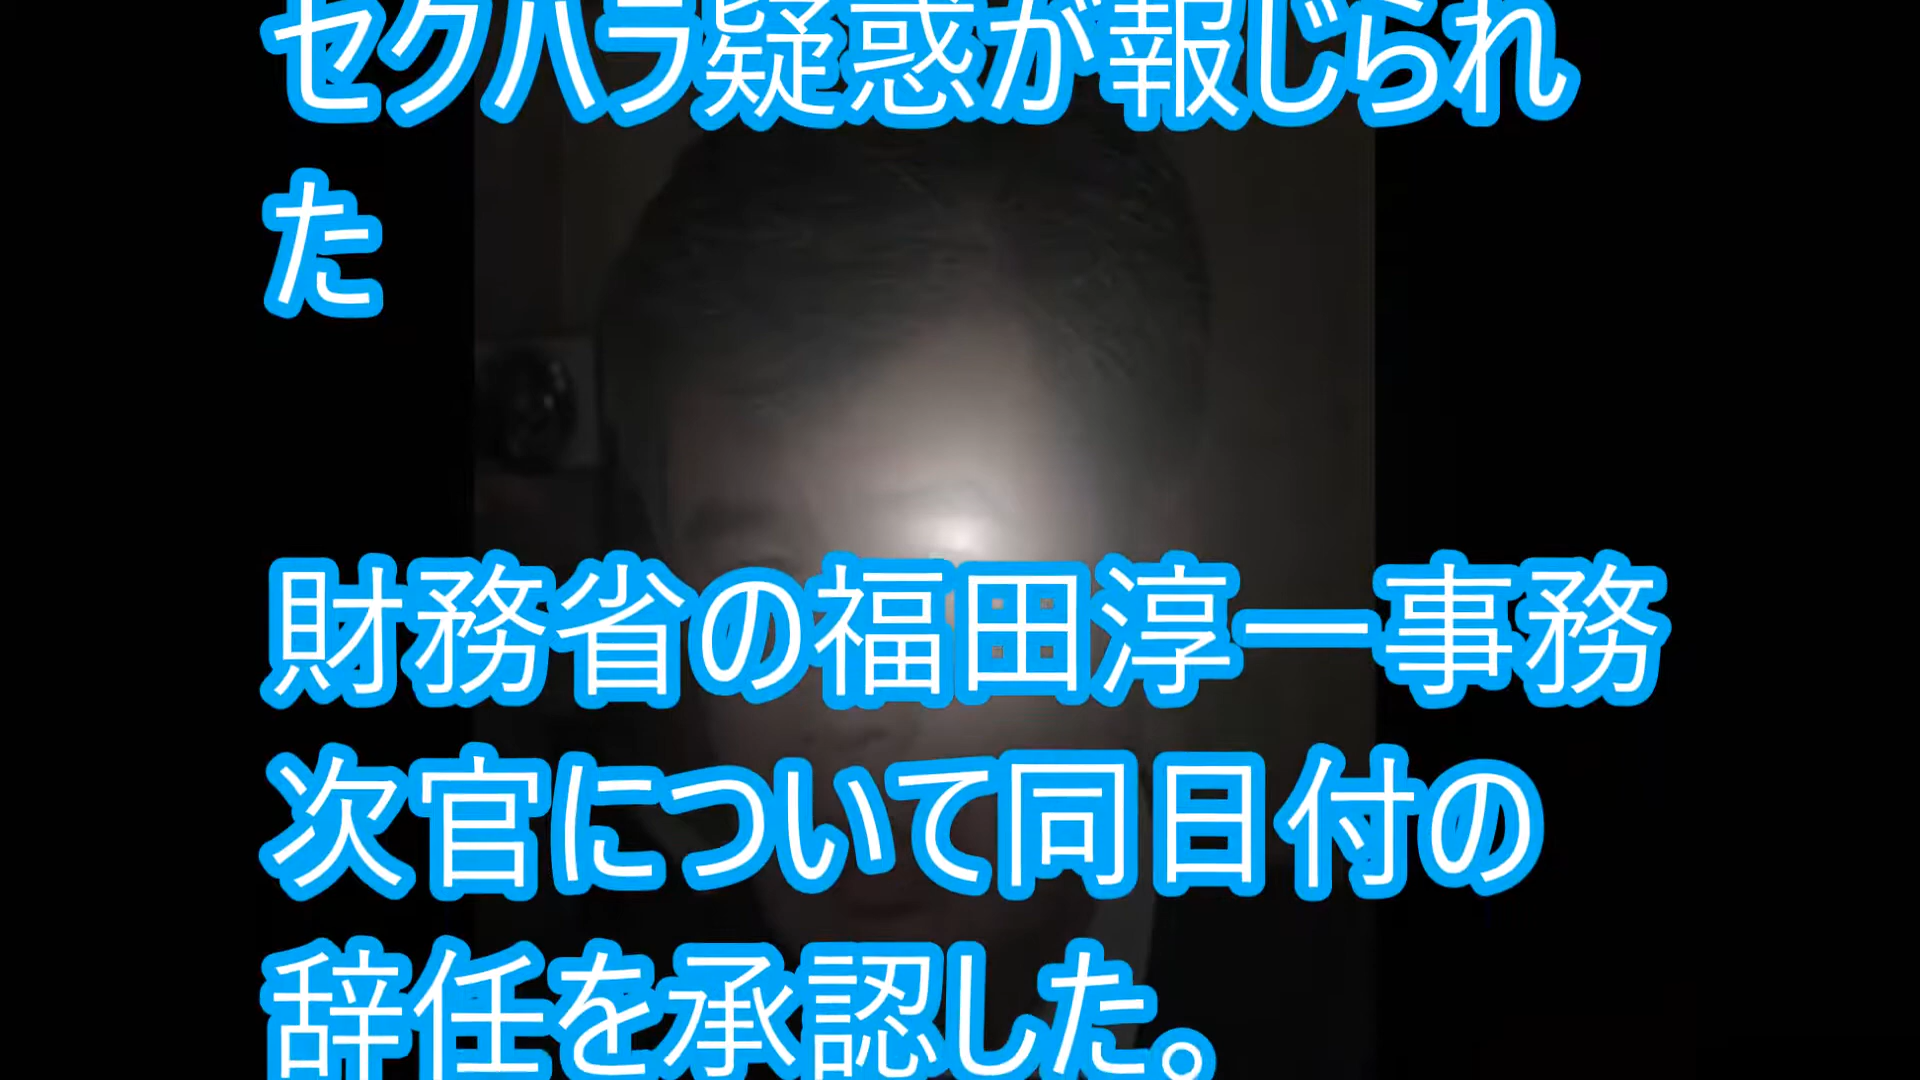 セクハラ疑惑が報じられ
た
財務省の福田淳一事務
次官について同日付の
辞任を承認した。